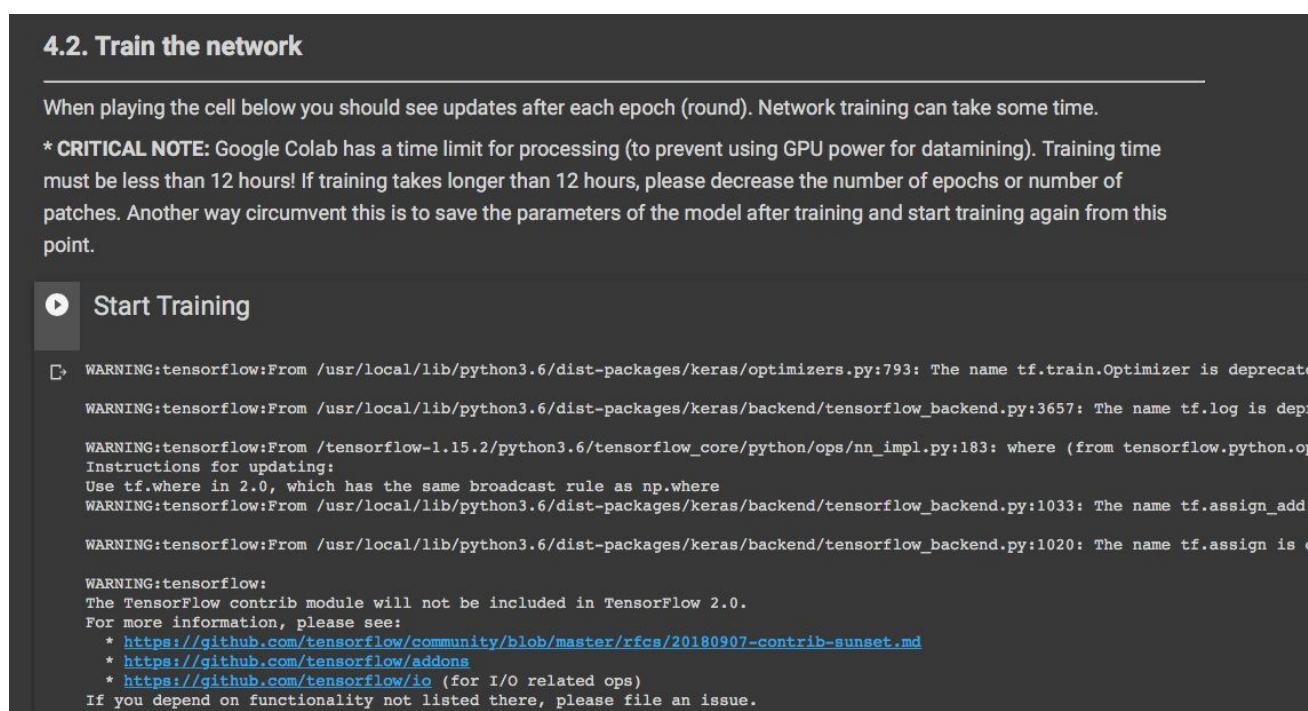 4.2. Train the network
When playing the cell below you should see updates after each epoch (round). Network training can take some time.
* CRITICAL NOTE: Google Colab has a time limit for processing (to prevent using GPU power for datamining). Training time
must be less than 12 hours! If training takes longer than 12 hours, please decrease the number of epochs or number of
patches. Another way circumvent this is to save the parameters of the model after training and start training again from this
point.
Start Training
WARNING:tensorflow:From /usr/local/lib/python3.6/dist-packages/keras/optimizers.py:793: The name tf.train.Optimizer is deprecate
WARNING:tensorflow:From /usr/local/lib/python3.6/dist-packages/keras/backend/tensorflow_backend.py:3657: The name tf.log is dep
WARNING:tensorflow:From /tensorflow-1.15.2/python3.6/tensorflow_core/python/ops/nn_impl.py:183: where (from tensorflow.python.o
Instructions for updating:
Use tf.where in 2.0, which has the same broadcast rule as np.where
WARNING:tensorflow:From /usr/local/lib/python3.6/dist-packages/keras/backend/tensorflow_backend.py:1033: The name tf.assign_add
WARNING:tensorflow:From /usr/local/lib/python3.6/dist-packages/keras/backend/tensorflow_backend.py:1020: The name tf.assign is
WARNING:tensorflow:
The TensorFlow contrib module will not be included in TensorFlow 2.0.
For more information, please see:
* https://github.com/tensorflow/community/blob/master/rfcs/20180907-contrib-sunset.md
* https://github.com/tensorflow/addons
* https://github.com/tensorflow/io (for I/O related ops)
If you depend on functionality not listed there, please file an issue.